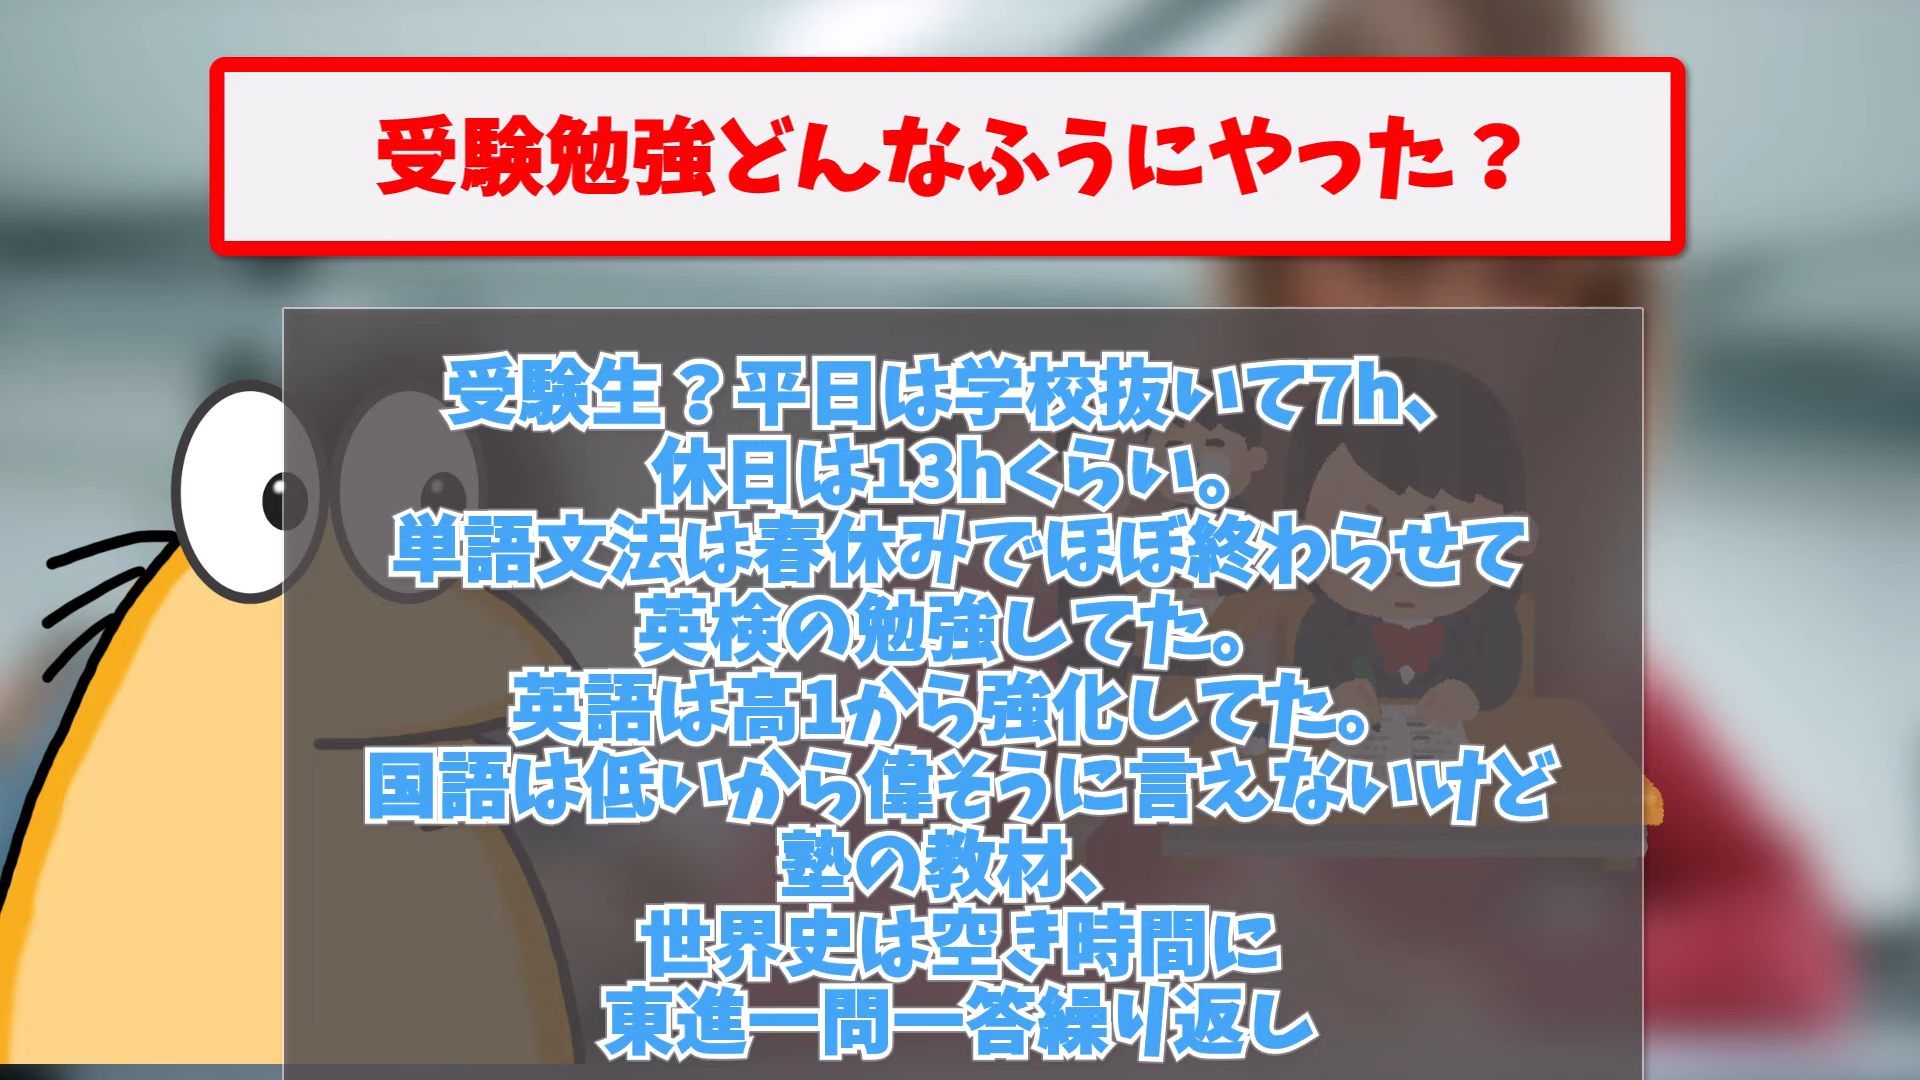 受験勉強どんなふうにやった？
受験生？平日は学校抜いて7h、
休日は13hくらい。
単語文法は春休みでほぼ終わらせて
英検の勉強してた。
英語は高1から強化してた。
国語は低いから偉そうに言えないけど
塾の教材、
世界史は空き時間に
東進一問一答繰り返し